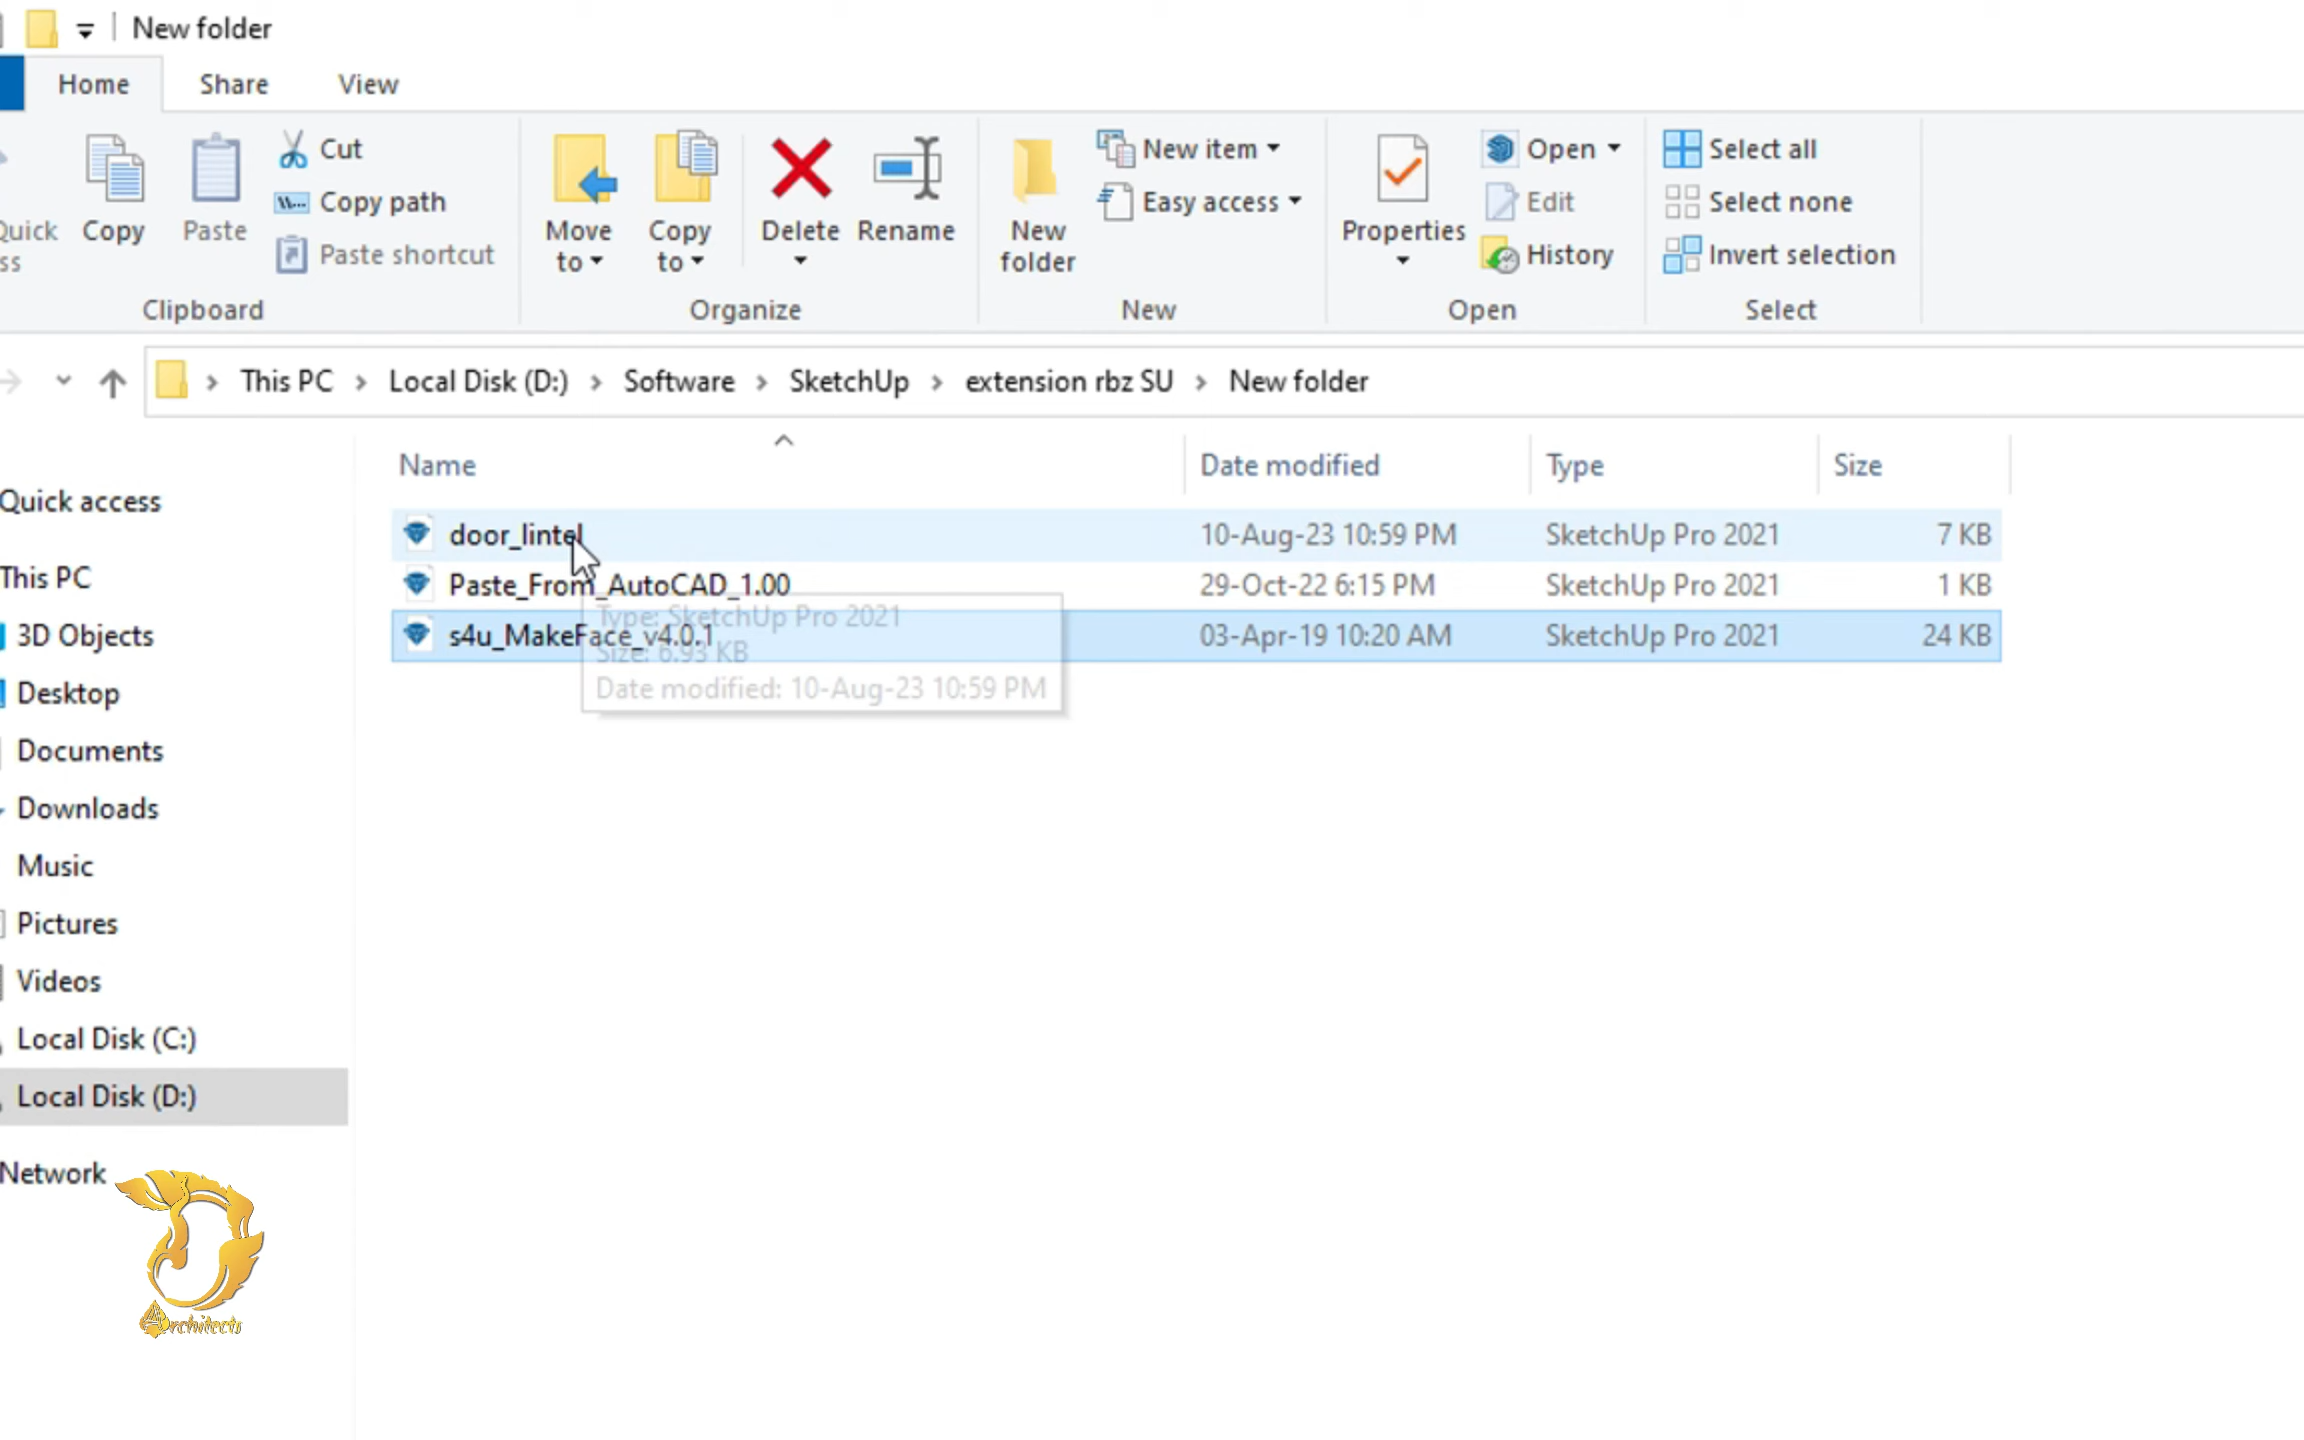 New folder
Home Share View
Quick
ss
Copy
Paste
Cut
Copy path
Paste shortcut
Clipboard
Move to
Copy to
Delete
Rename
Organize
New folder
New item
Easy access
New
Properties
Open
Edit
History
Open
Select all
Select none
Invert selection
Select
This PC > Local Disk (D:) > Software > SketchUp > extension rbz SU > New folder
Name Date modified Type Size
door_lintel 10-Aug-23 10:59 PM SketchUp Pro 2021 7 KB
Paste_From_AutoCAD_1.00 29-Oct-22 6:15 PM SketchUp Pro 2021 1 KB
s4u_MakeFace_v4.0.1 03-Apr-19 10:20 AM SketchUp Pro 2021 24 KB
Type: SketchUp Pro 2021
Size: 6.93 KB
Date modified: 10-Aug-23 10:59 PM
Quick access
This PC
3D Objects
Desktop
Documents
Downloads
Music
Pictures
Videos
Local Disk (C:)
Local Disk (D:)
Network
D
Architects